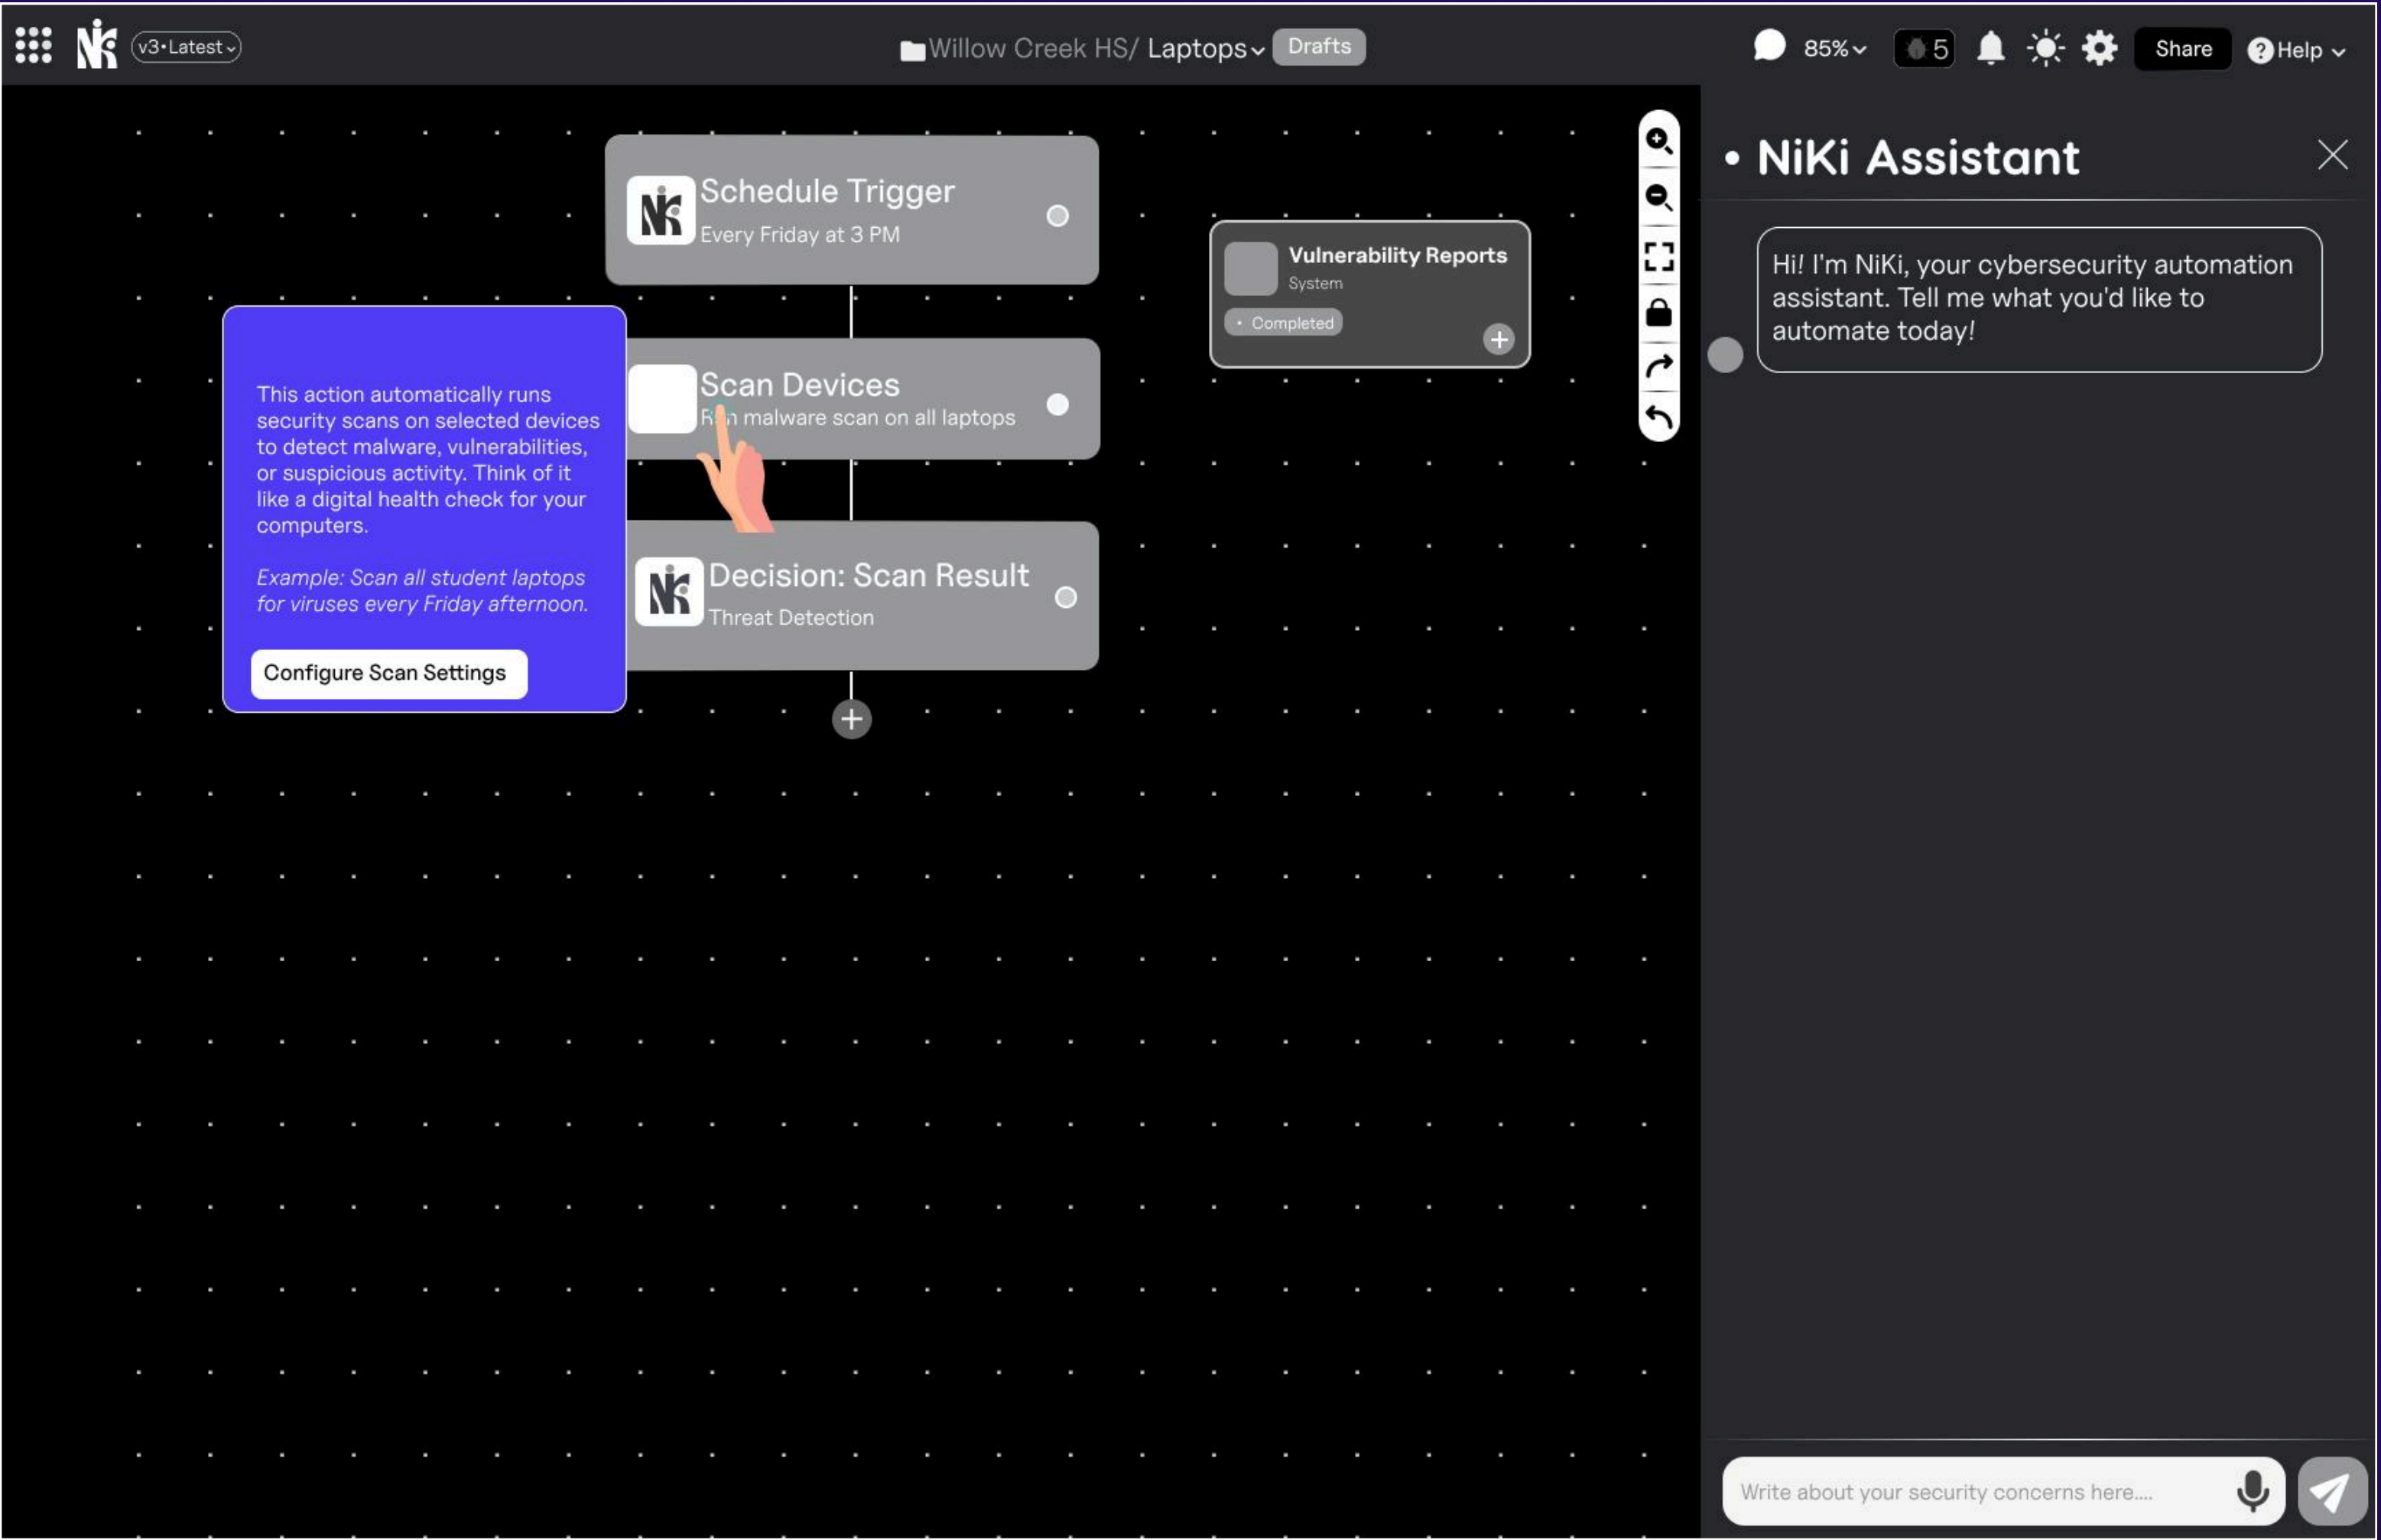 NiK
v3•Latest
Willow Creek HS/ Laptops
Drafts
85%
5
Share
Help
Schedule Trigger
Every Friday at 3 PM
Vulnerability Reports
System
• Completed
Scan Devices
Run malware scan on all laptops
This action automatically runs
security scans on selected devices
to detect malware, vulnerabilities,
or suspicious activity. Think of it
like a digital health check for your
computers.
Example: Scan all student laptops
for viruses every Friday afternoon.
Configure Scan Settings
NiK
Decision: Scan Result
Threat Detection
• NiKi Assistant
Hi! I'm NiKi, your cybersecurity automation
assistant. Tell me what you'd like to
automate today!
Write about your security concerns here....